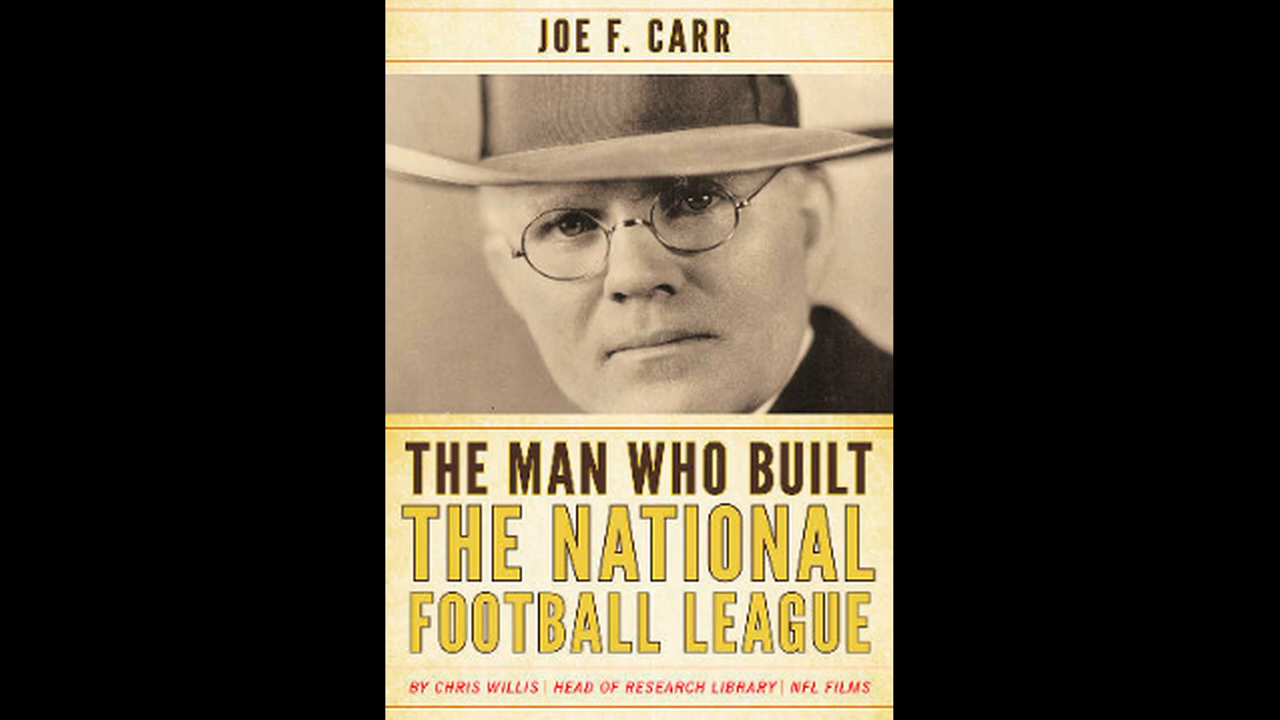 JOE F. CARR
THE MAN WHO BUILT
THE NATIONAL
FOOTBALL LEAGUE
BY CHRIS WILLIS | HEAD OF RESEARCH LIBRARY | NFL FILMS